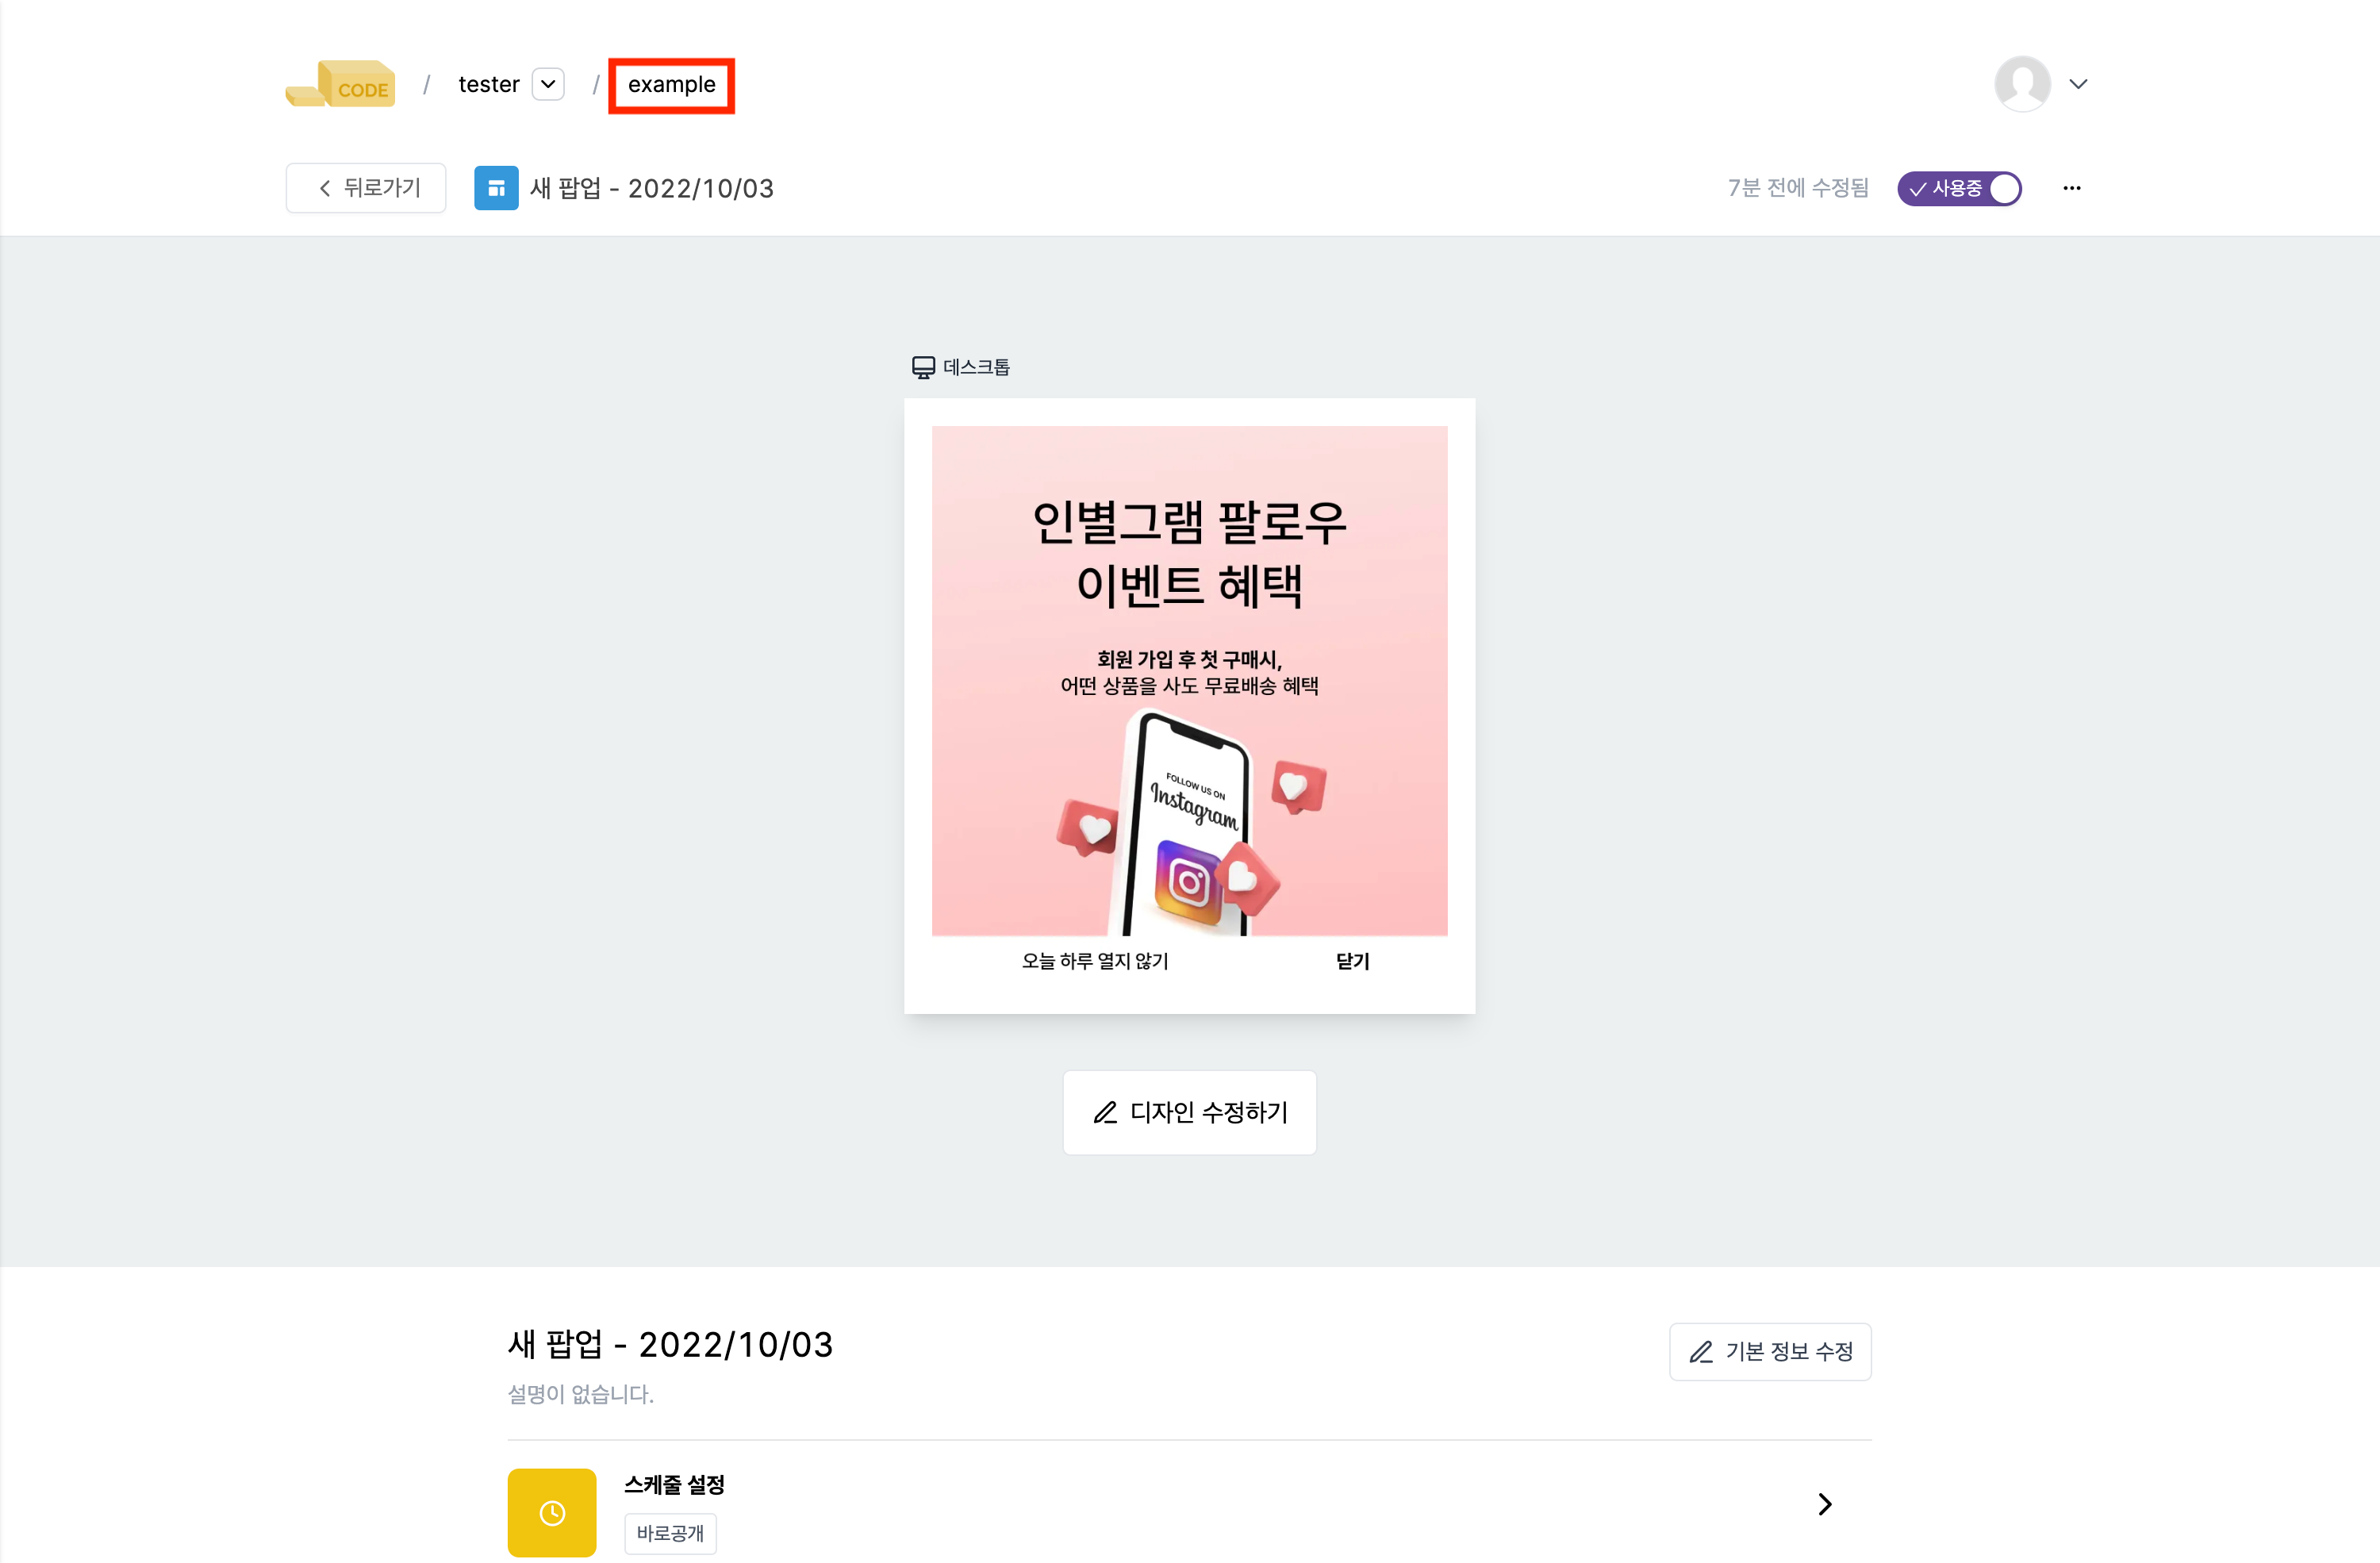 CODE / tester / example
뒤로가기 새 팝업 - 2022/10/03 7분 전에 수정됨 사용중 ...
데스크톱
인별그램 팔로우
이벤트 혜택
회원 가입 후 첫 구매시,
어떤 상품을 사도 무료배송 혜택
FOLLOW US ON
Instagram
오늘 하루 열지 않기 닫기
디자인 수정하기
새 팝업 - 2022/10/03 기본 정보 수정
설명이 없습니다.
스케줄 설정
바로공개